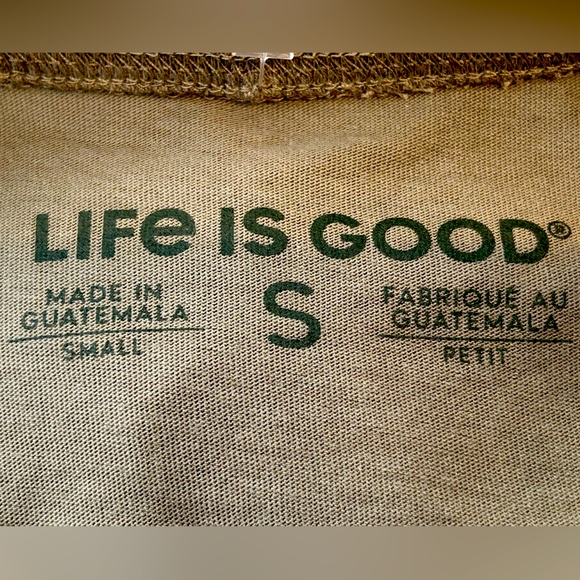 LIFe IS GOOD®
MADE IN
GUATEMALA
SMALL
S
FABRIQUÉ AU
GUATEMALA
PETIT